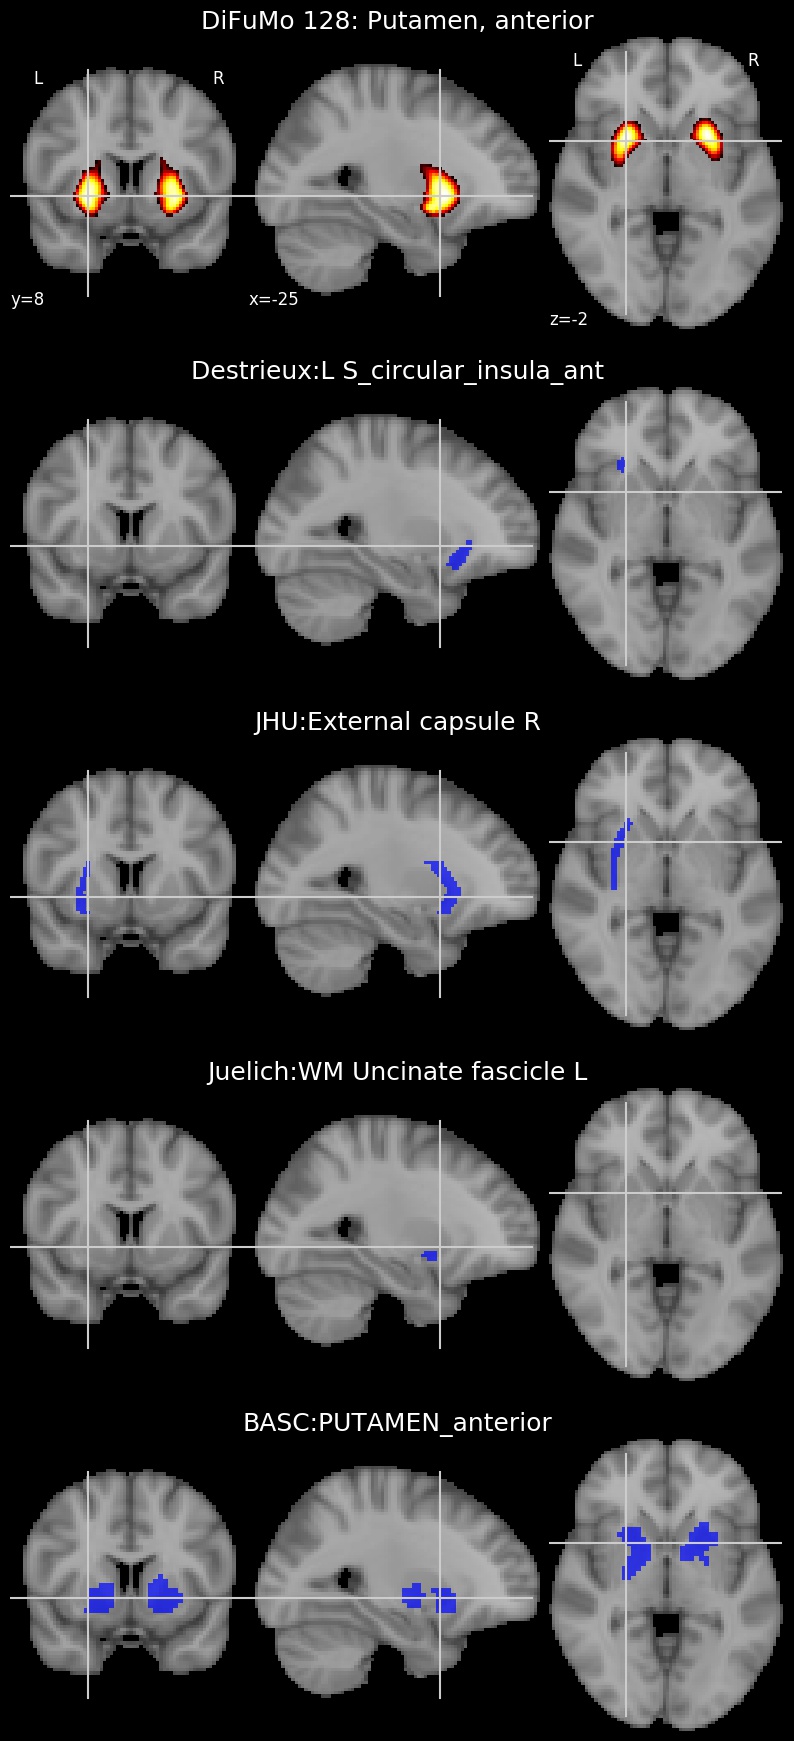 DiFuMo 128: Putamen, anterior
L R L R
y=8 x=-25 z=-2
Destrieux:L S_circular_insula_ant
JHU:External capsule R
Juelich:WM Uncinate fascicle L
BASC:PUTAMEN_anterior